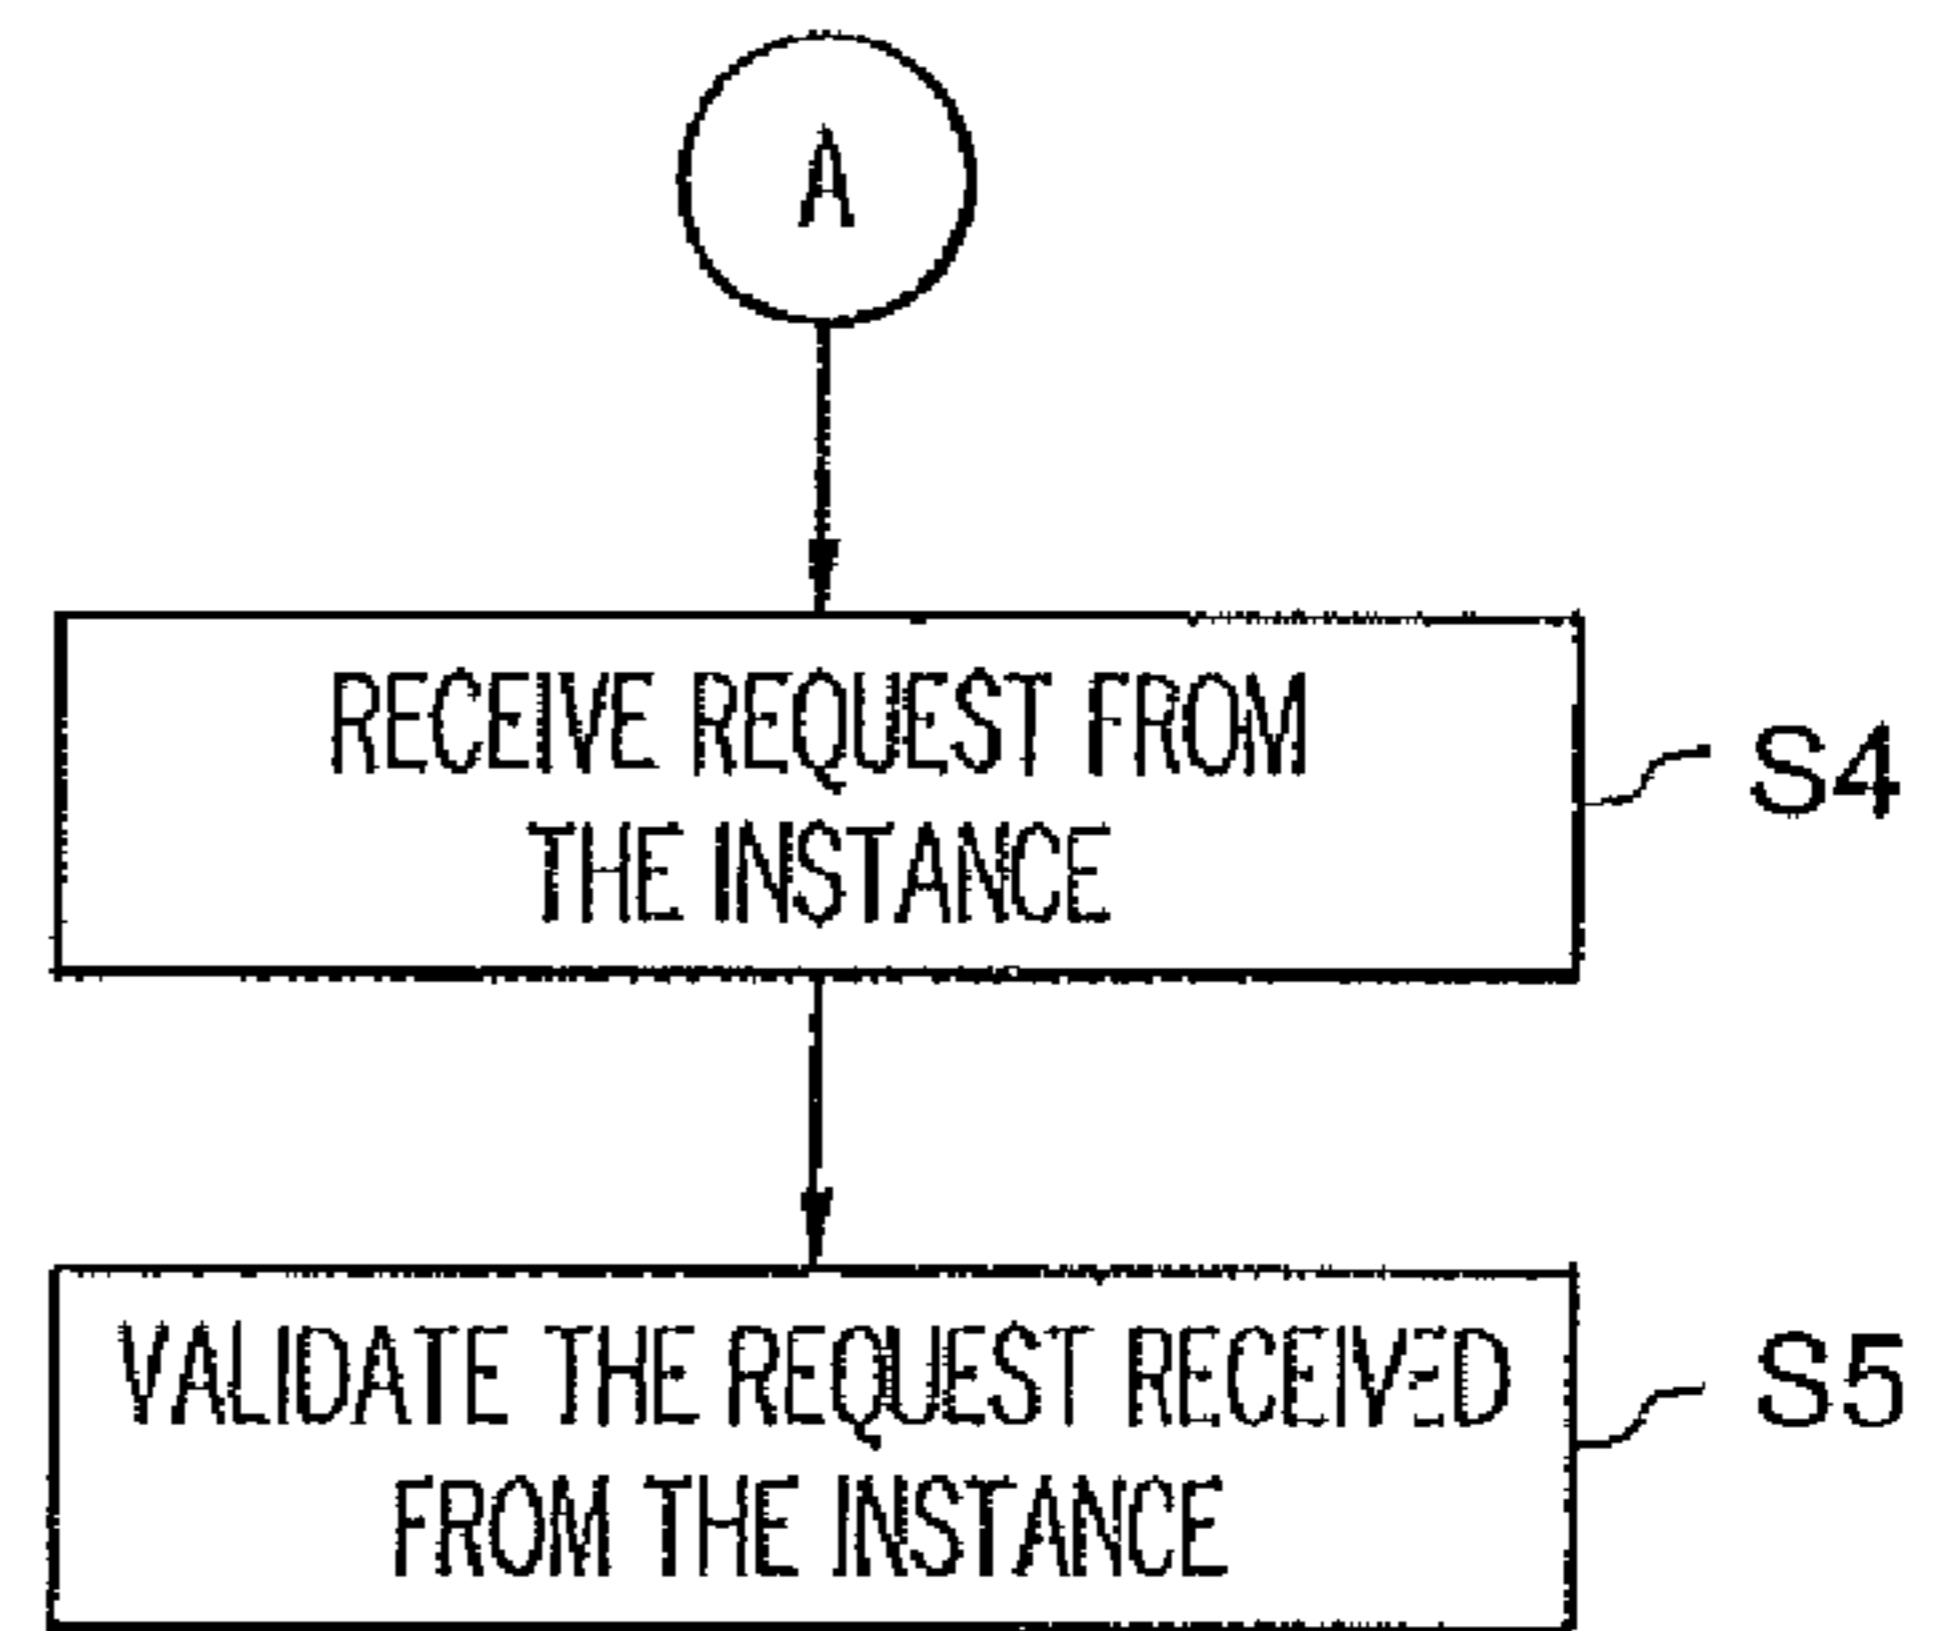 A
RECEIVE REQUEST FROM
THE INSTANCE
S4
VALIDATE THE REQUEST RECEIVED
FROM THE INSTANCE
S5